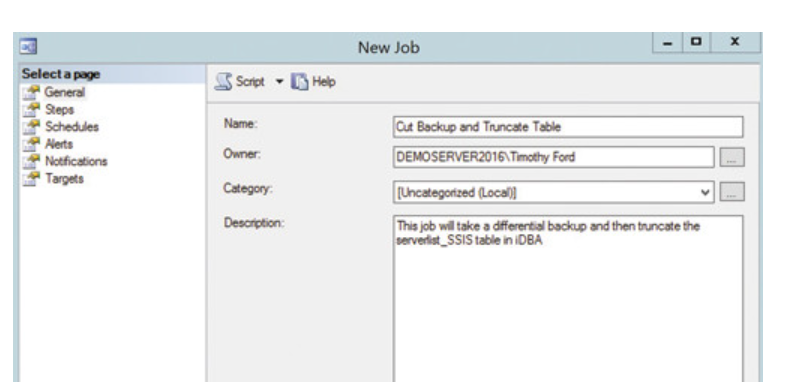 New Job
Select a page
General
Steps
Schedules
Alerts
Notifications
Targets
Script Help
Name: Cut Backup and Truncate Table
Owner: DEMOSERVER2016\Timothy Ford ...
Category: [Uncategorized (Local)] ...
Description: This job will take a differential backup and then truncate the
serverlist_SSIS table in iDBA